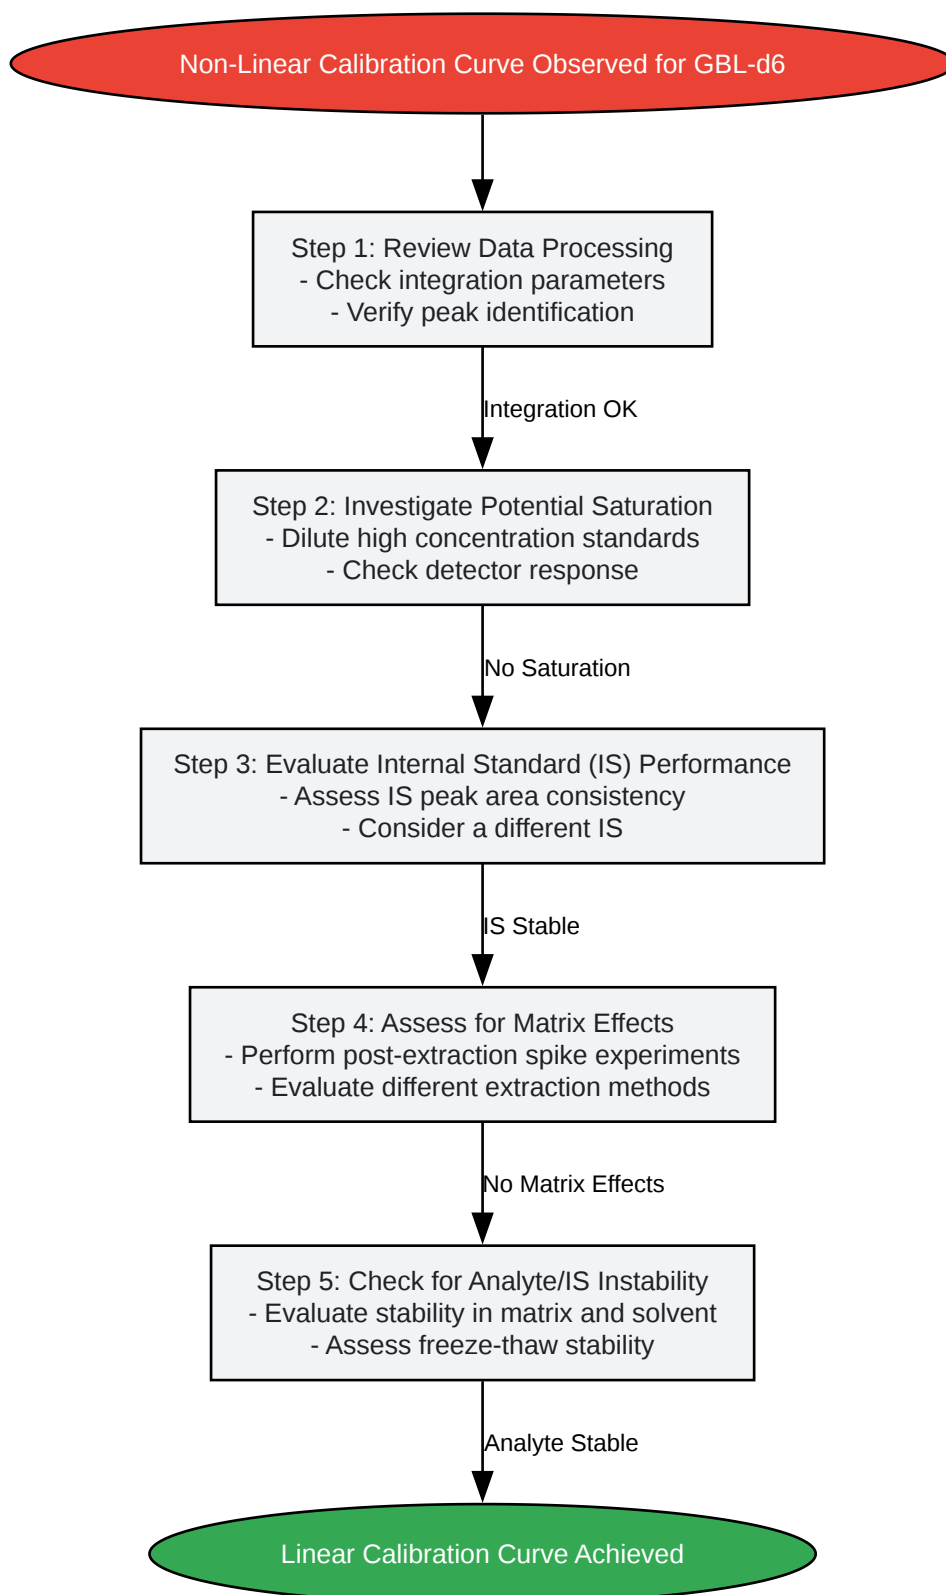 Non-Linear Calibration Curve Observed for GBL-d6
Step 1: Review Data Processing
- Check integration parameters
- Verify peak identification
Integration OK
Step 2: Investigate Potential Saturation
- Dilute high concentration standards
- Check detector response
No Saturation
Step 3: Evaluate Internal Standard (IS) Performance
- Assess IS peak area consistency
- Consider a different IS
IS Stable
Step 4: Assess for Matrix Effects
- Perform post-extraction spike experiments
- Evaluate different extraction methods
No Matrix Effects
Step 5: Check for Analyte/IS Instability
- Evaluate stability in matrix and solvent
- Assess freeze-thaw stability
Analyte Stable
Linear Calibration Curve Achieved